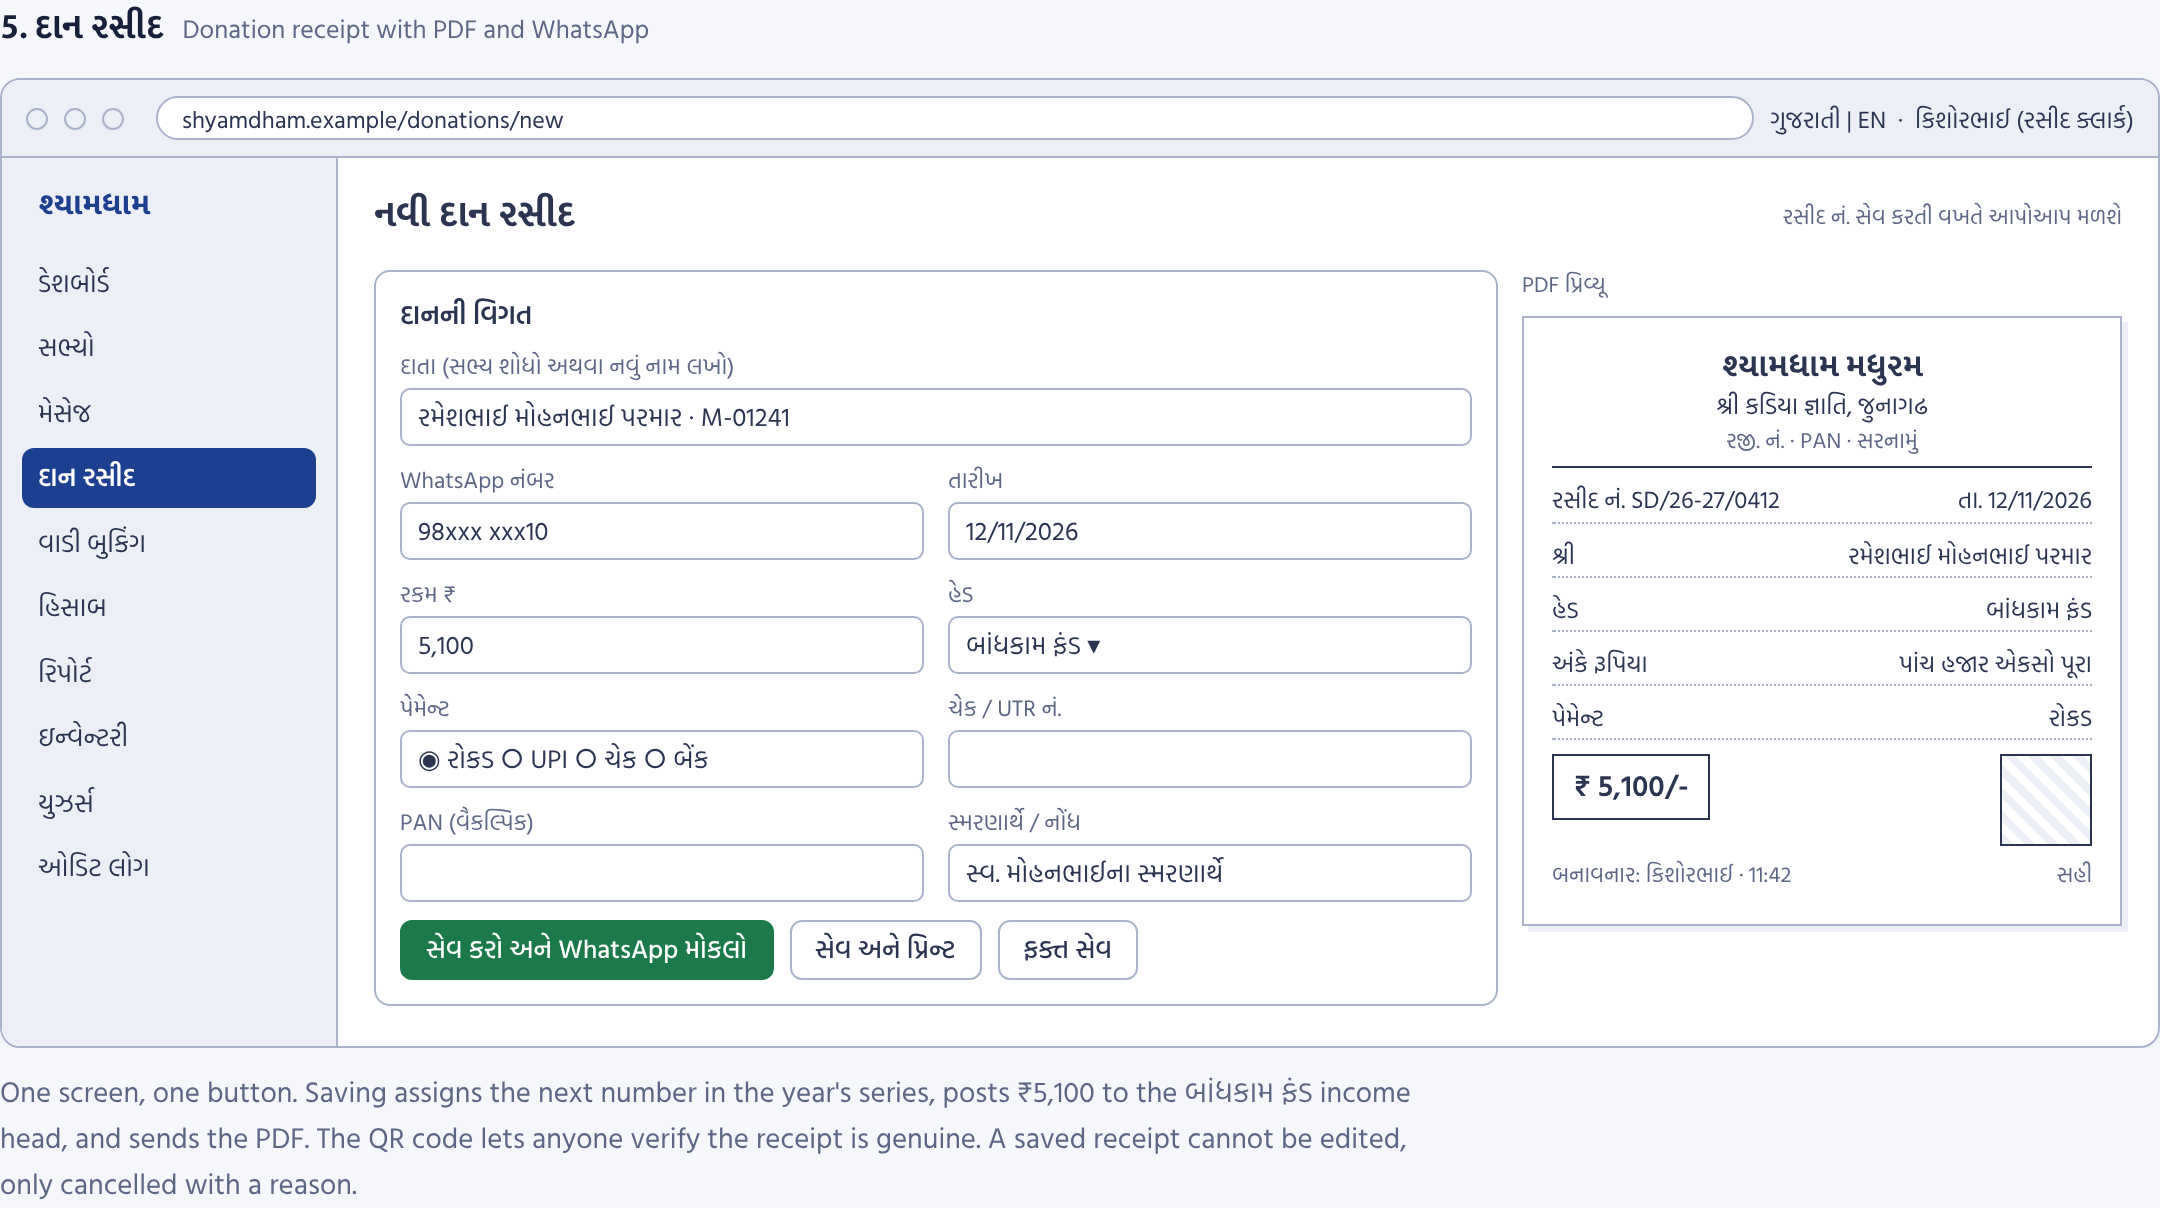 5. દાન રસીદ Donation receipt with PDF and WhatsApp
shyamdham.example/donations/new
ગુજરાતી | EN · કિશોરભાઈ (રસીદ ક્લાર્ક)
શ્યામધામ
ડેશબોર્ડ
સભ્યો
મેસેજ
દાન રસીદ
વાડી બુકિંગ
હિસાબ
રિપોર્ટ
ઇન્વેન્ટરી
યુઝર્સ
ઓડિટ લોગ
નવી દાન રસીદ
રસીદ નં. સેવ કરતી વખતે આપોઆપ મળશે
દાનની વિગત
દાતા (સભ્ય શોધો અથવા નવું નામ લખો)
રમેશભાઈ મોહનભાઈ પરમાર · M-01241
WhatsApp નંબર તારીખ
98xxx xxx10 12/11/2026
રકમ ₹ હેડ
5,100 બાંધકામ ફંડ ▾
પેમેન્ટ ચેક / UTR નં.
◉ રોકડ ○ UPI ○ ચેક ○ બેંક
PAN (વૈકલ્પિક) સ્મરણાર્થે / નોંધ
સ્વ. મોહનભાઈના સ્મરણાર્થે
સેવ કરો અને WhatsApp મોકલો સેવ અને પ્રિન્ટ ફક્ત સેવ
PDF પ્રિવ્યૂ
શ્યામધામ મધુરમ
શ્રી કડિયા જ્ઞાતિ, જુનાગઢ
રજી. નં. · PAN · સરનામું
રસીદ નં. SD/26-27/0412 તા. 12/11/2026
શ્રી રમેશભાઈ મોહનભાઈ પરમાર
હેડ બાંધકામ ફંડ
અંકે રૂપિયા પાંચ હજાર એકસો પૂરા
પેમેન્ટ રોકડ
₹ 5,100/-
બનાવનાર: કિશોરભાઈ · 11:42 સહી
One screen, one button. Saving assigns the next number in the year's series, posts ₹5,100 to the બાંધકામ ફંડ income
head, and sends the PDF. The QR code lets anyone verify the receipt is genuine. A saved receipt cannot be edited,
only cancelled with a reason.